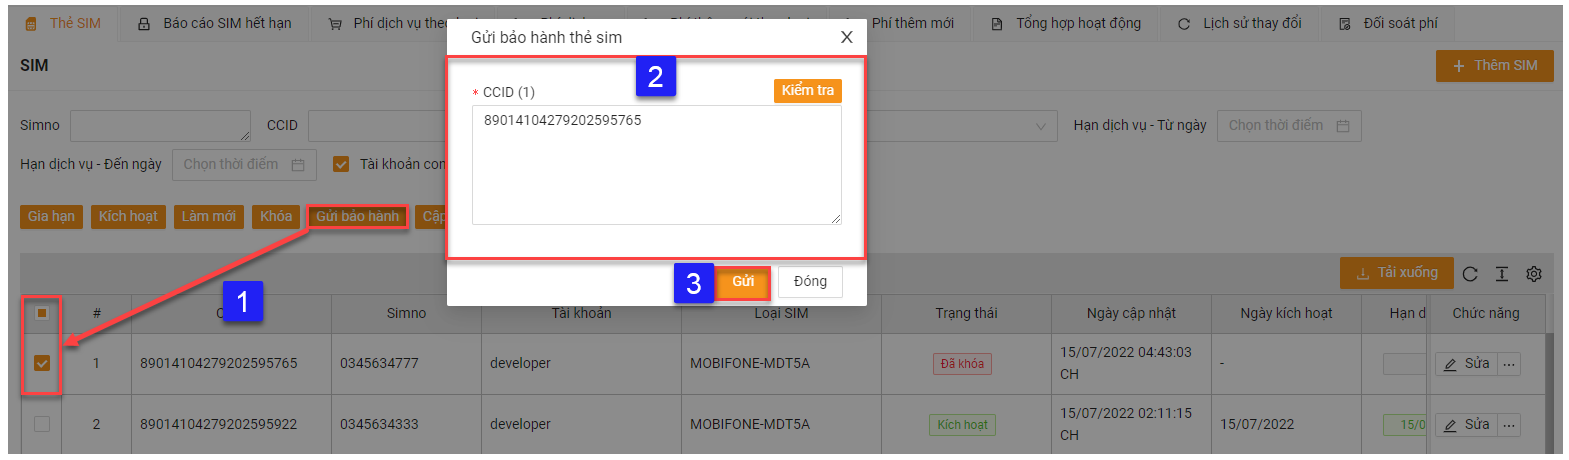 Thẻ SIM
Báo cáo SIM hết hạn
Phí dịch vụ theo
Phí thêm mới
Tổng hợp hoạt động
Lịch sử thay đổi
Đối soát phí
Gửi bảo hành thẻ sim
X
SIM
+ Thêm SIM
2
* CCID (1)
Kiểm tra
89014104279202595765
Simno
CCID
Hạn dịch vụ - Từ ngày
Chọn thời điểm
Hạn dịch vụ - Đến ngày
Chọn thời điểm
Tài khoản con
Gia hạn
Kích hoạt
Làm mới
Khóa
Gửi bảo hành
Cập
3
Gửi
Đóng
Tải xuống
1
# C Simno Tài khoản Loại SIM Trạng thái Ngày cập nhật Ngày kích hoạt Hạn d Chức năng
1 89014104279202595765 0345634777 developer MOBIFONE-MDT5A Đã khóa 15/07/2022 04:43:03 - Sửa ...
CH
2 89014104279202595922 0345634333 developer MOBIFONE-MDT5A Kích hoạt 15/07/2022 02:11:15 15/07/2022 15/0 Sửa ...
CH